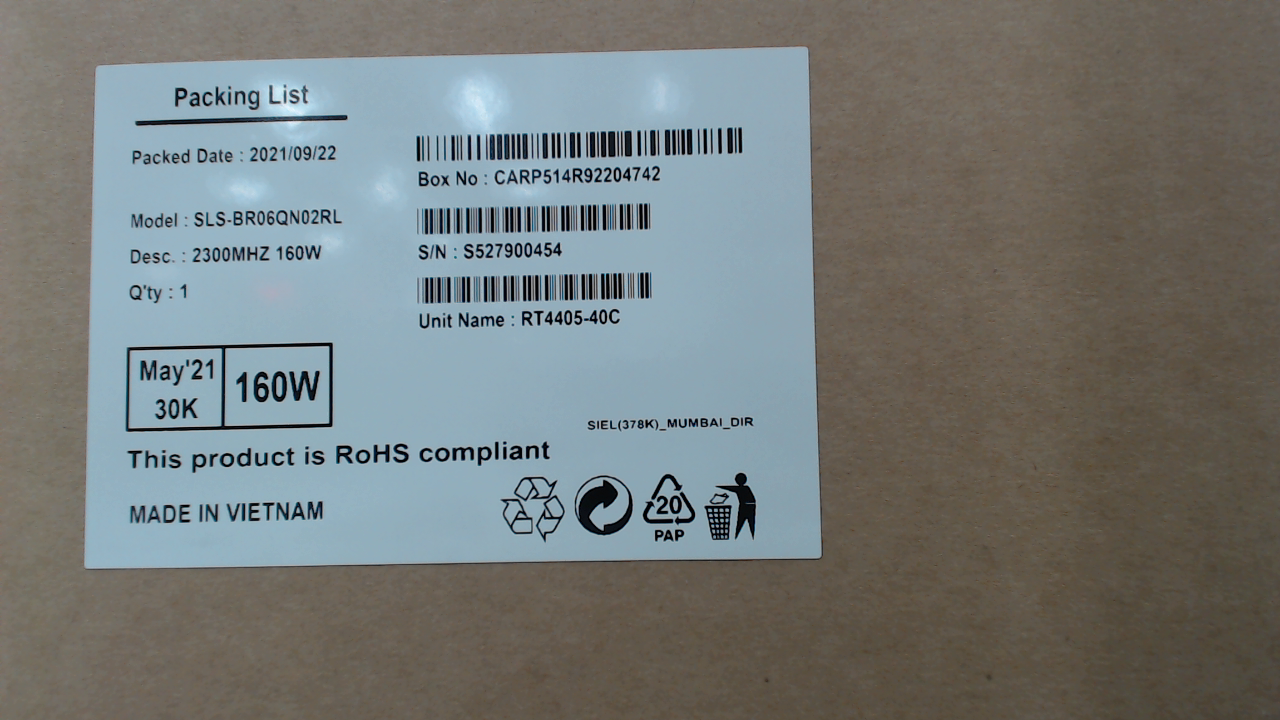 Packing List
Packed Date : 2021/09/22
Box No : CARP514R92204742
Model : SLS-BR06QN02RL
S/N : S527900454
Desc. : 2300MHZ 160W
Q'ty : 1
Unit Name : RT4405-40C
May'21
30K
160W
SIEL(378K)_MUMBAI_DIR
This product is RoHS compliant
MADE IN VIETNAM
20
PAP